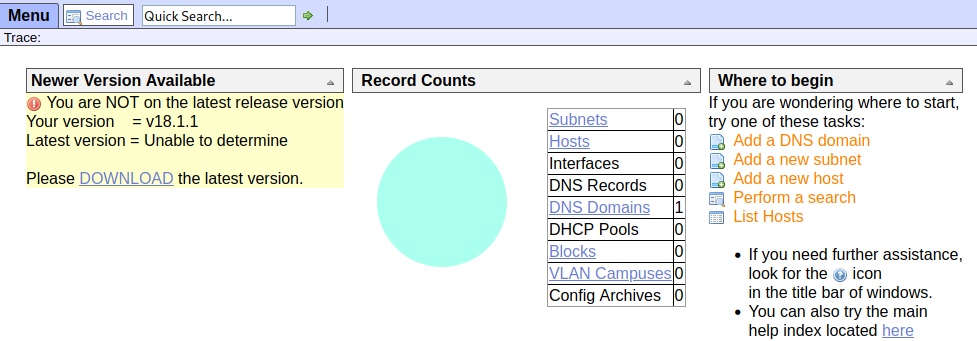 Menu Search Quick Search...
Trace:
Newer Version Available
You are NOT on the latest release version
Your version = v18.1.1
Latest version = Unable to determine
Please DOWNLOAD the latest version.
Record Counts
Subnets 0
Hosts 0
Interfaces 0
DNS Records 0
DNS Domains 1
DHCP Pools 0
Blocks 0
VLAN Campuses 0
Config Archives 0
Where to begin
If you are wondering where to start,
try one of these tasks:
Add a DNS domain
Add a new subnet
Add a new host
Perform a search
List Hosts
• If you need further assistance,
look for the ? icon
in the title bar of windows.
• You can also try the main
help index located here